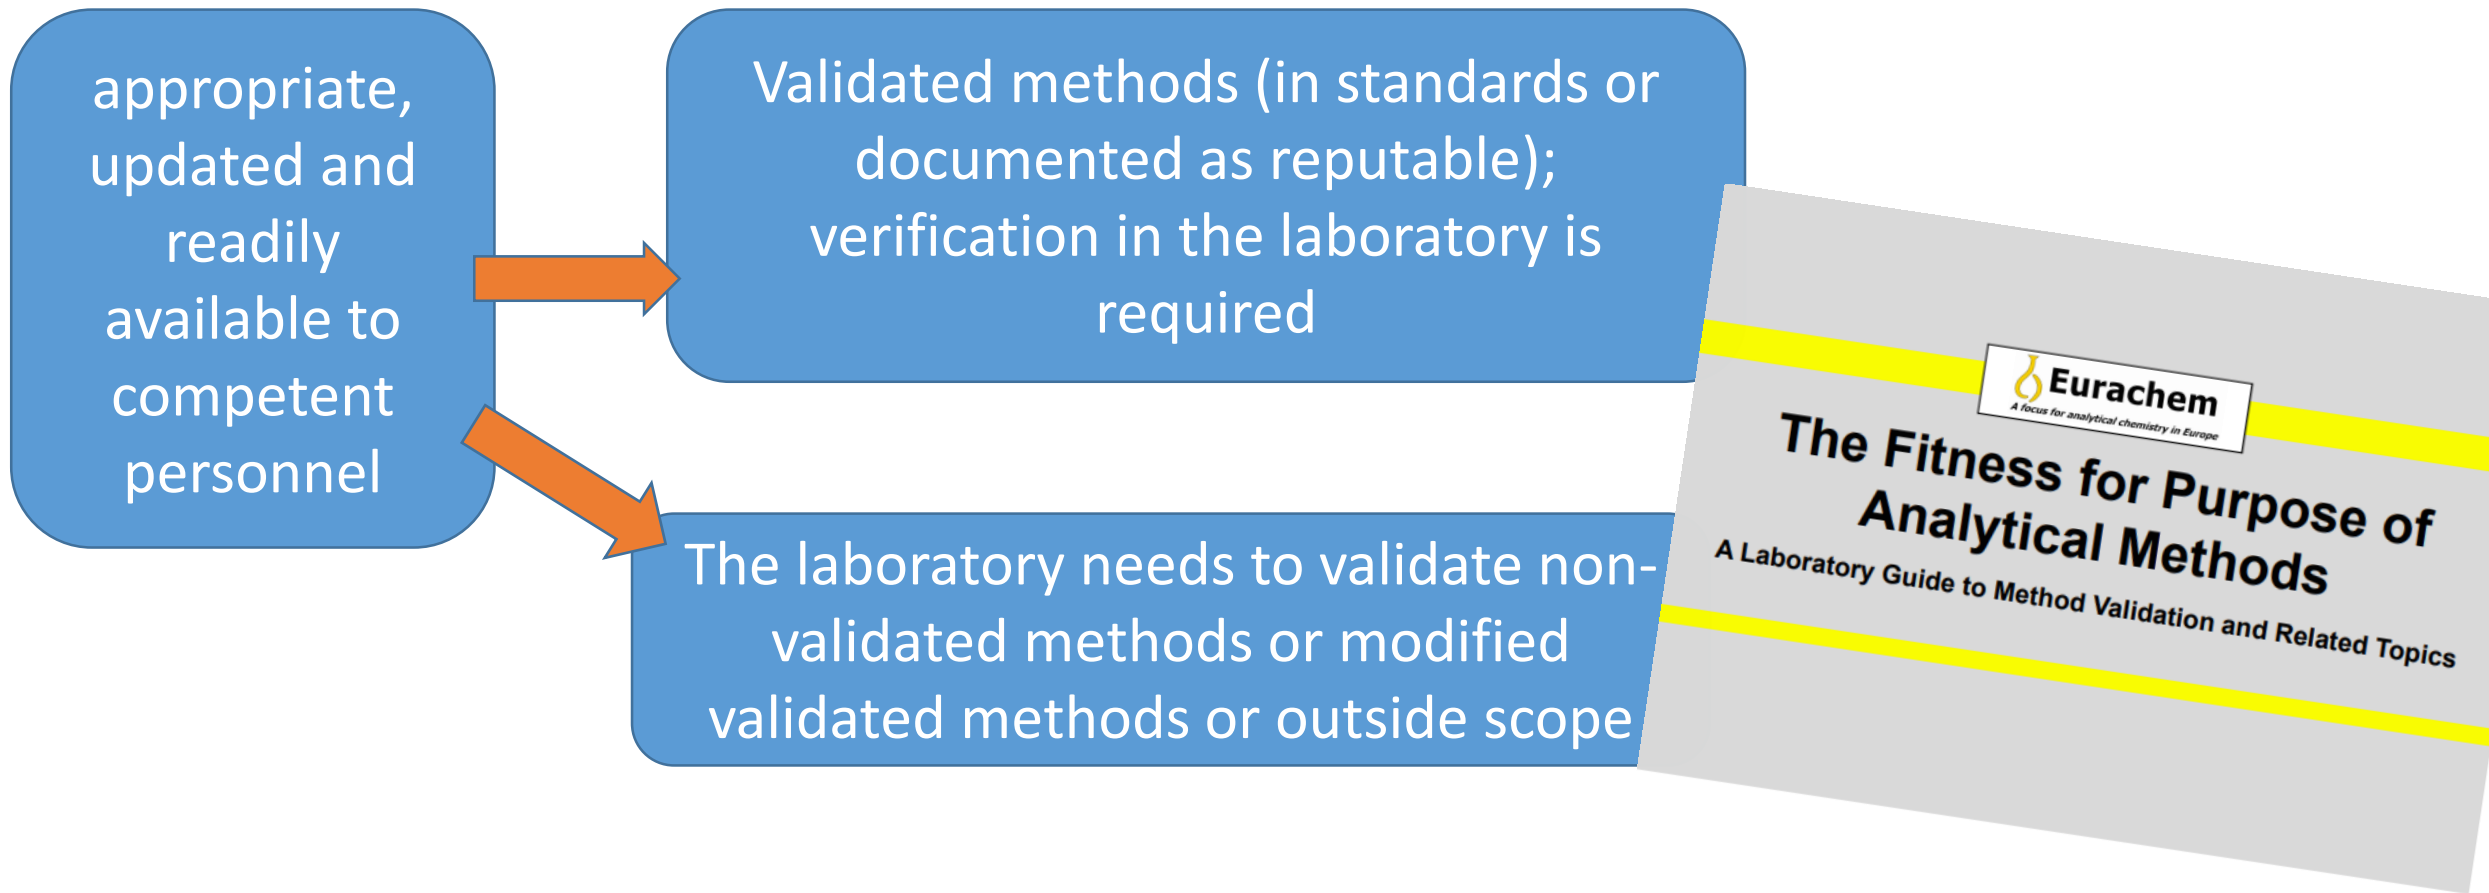 appropriate,
updated and
readily
available to
competent
personnel
Validated methods (in standards or
documented as reputable);
verification in the laboratory is
required
The laboratory needs to validate non-
validated methods or modified
validated methods or outside scope
Eurachem
A focus for analytical chemistry in Europe
The Fitness for Purpose of
Analytical Methods
A Laboratory Guide to Method Validation and Related Topics